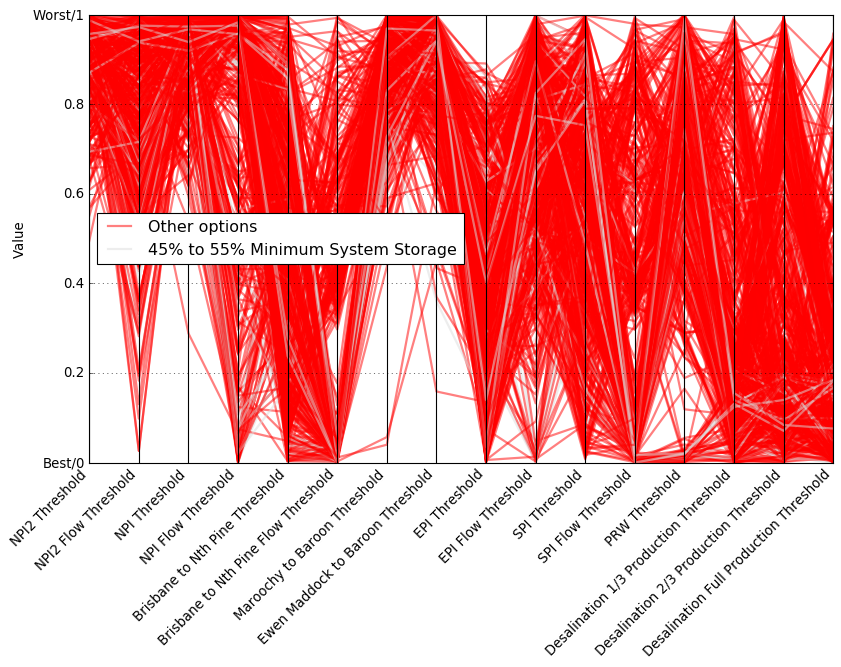 Worst/1
0.8
0.6
0.4
0.2
Best/0
Value
Other options
45% to 55% Minimum System Storage
NPI2 Threshold
NPI2 Flow Threshold
NPI Threshold
NPI Flow Threshold
Brisbane to Nth Pine Threshold
Brisbane to Nth Pine Flow Threshold
Maroochy to Baroon Threshold
Ewen Maddock to Baroon Threshold
EPI Threshold
EPI Flow Threshold
SPI Threshold
SPI Flow Threshold
PRW Threshold
Desalination 1/3 Production Threshold
Desalination 2/3 Production Threshold
Desalination Full Production Threshold